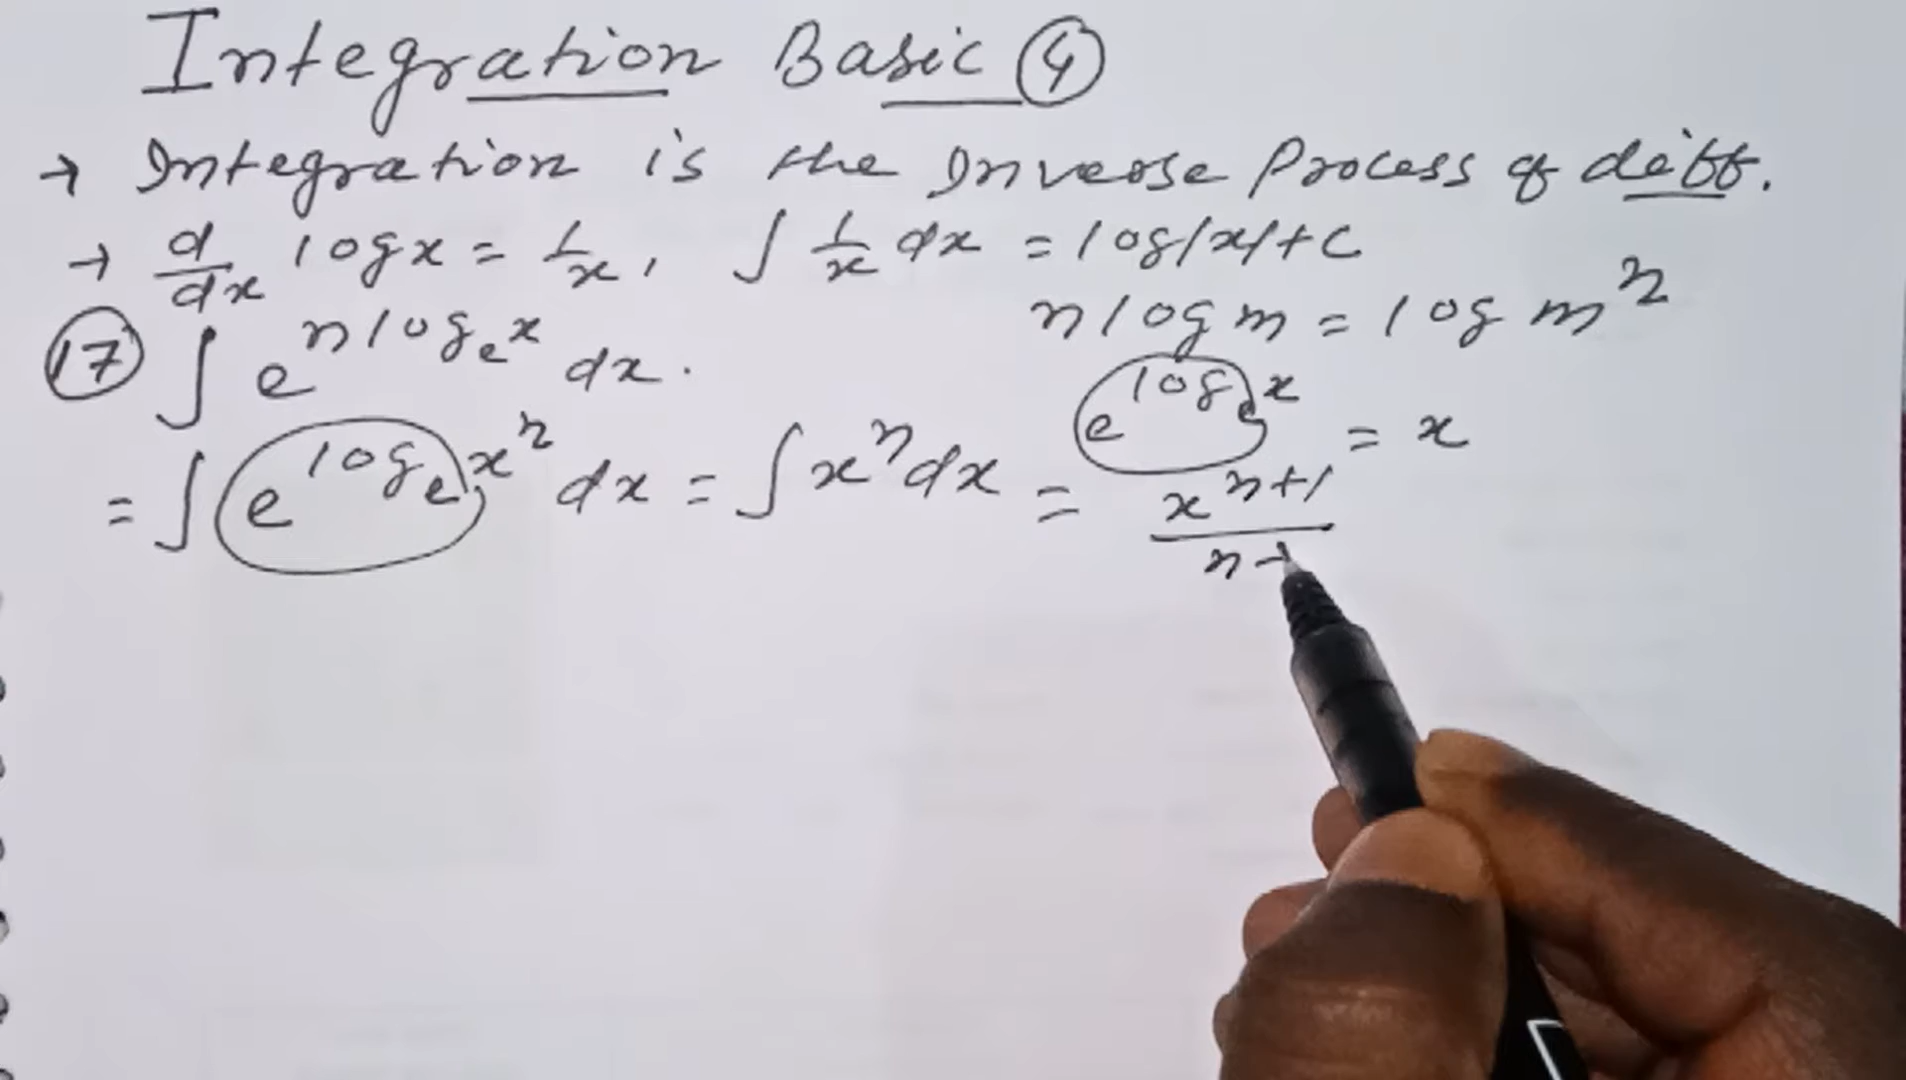 Integration Basic ④
→ Integration is the Inverse Process of diff.
→ d/dx log x = 1/x, ∫ 1/x dx = log|x|+c
n log m = log m^n
⑰ ∫ e^(n log_e x) dx.
e^(log_e x) = x
= ∫ e^(log_e x^n) dx = ∫ x^n dx = x^(n+1)/n+